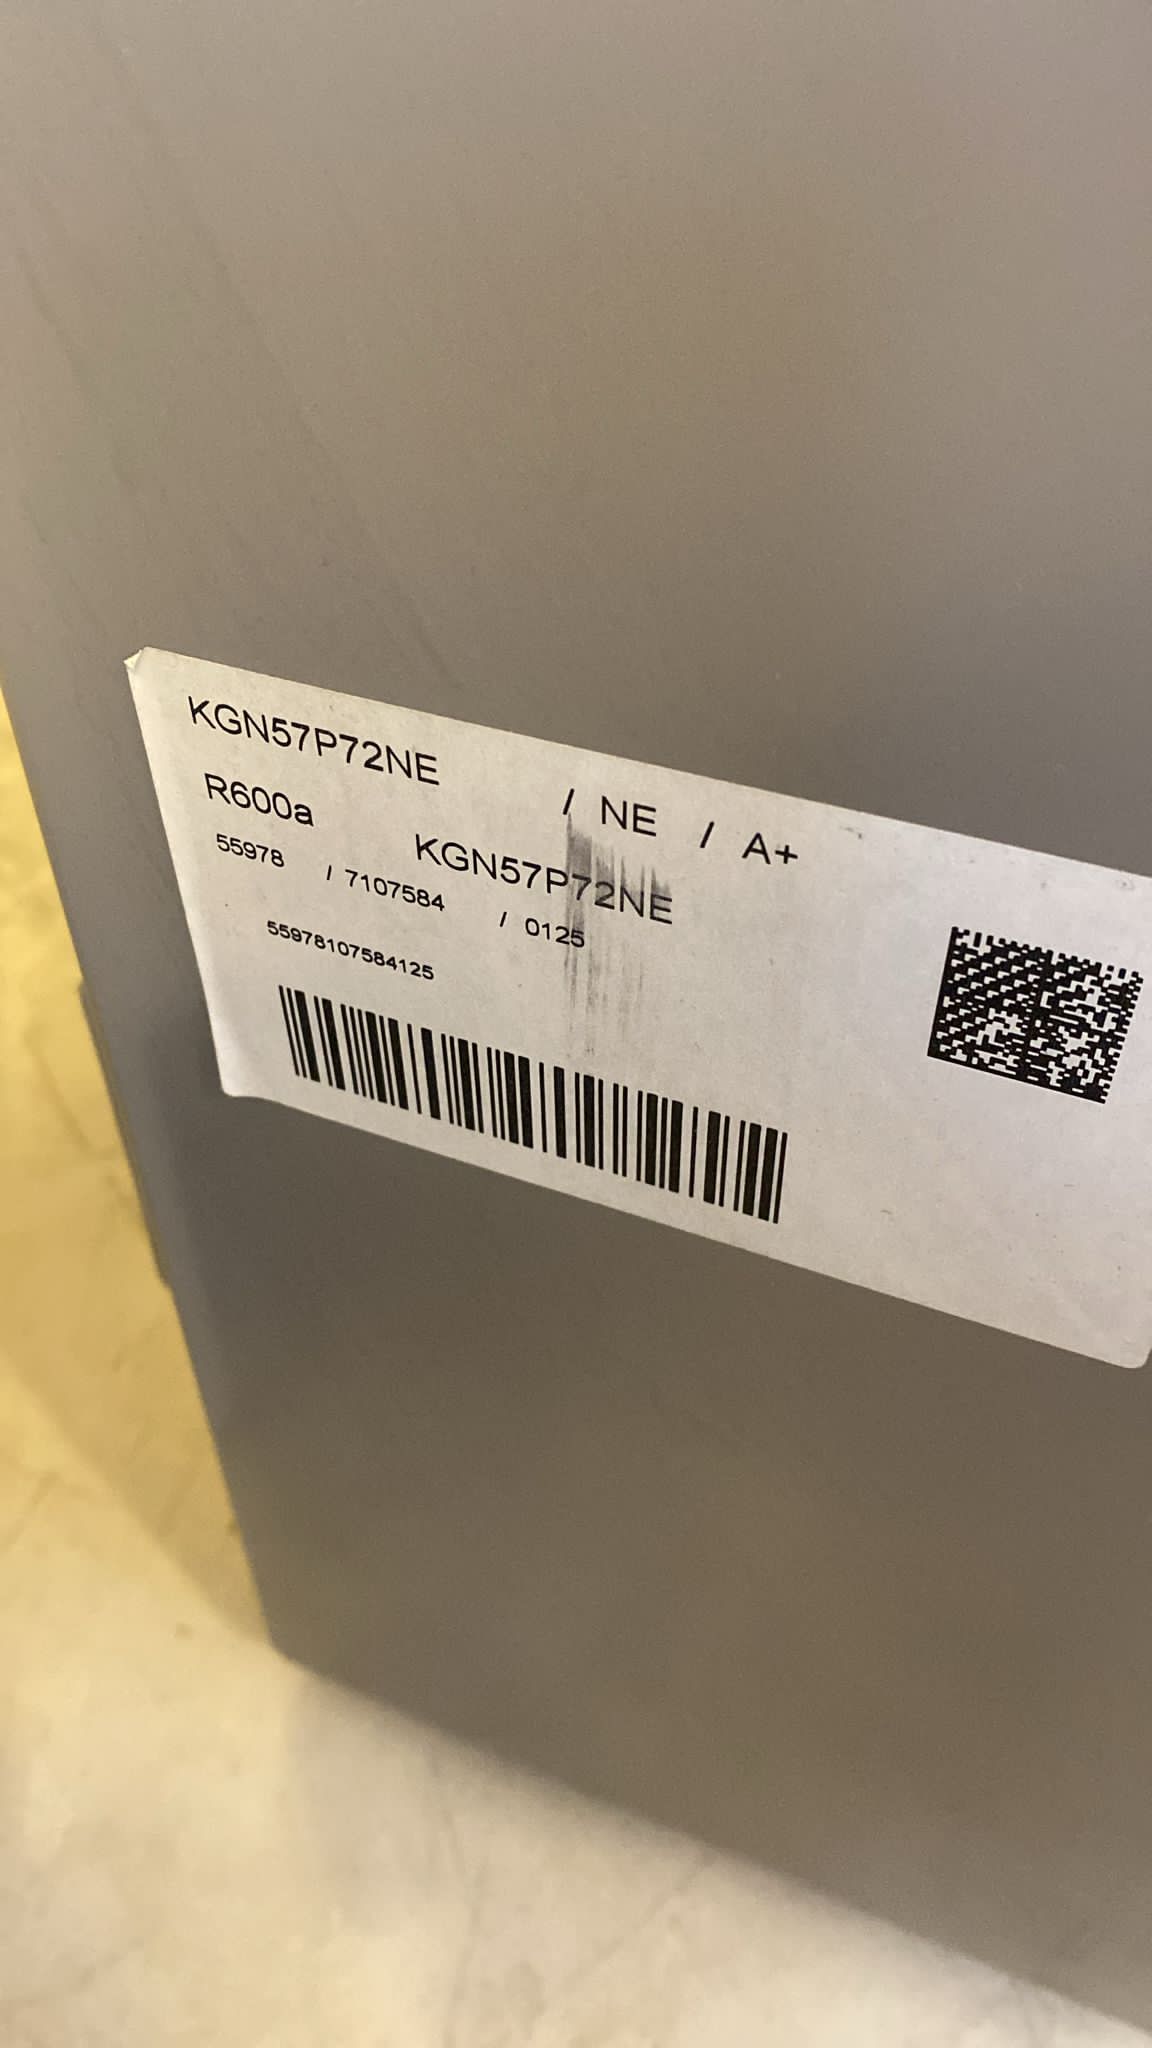 KGN57P72NE / NE / A+
R600a KGN57P72NE
55978 / 7107584 / 0125
55978107584125